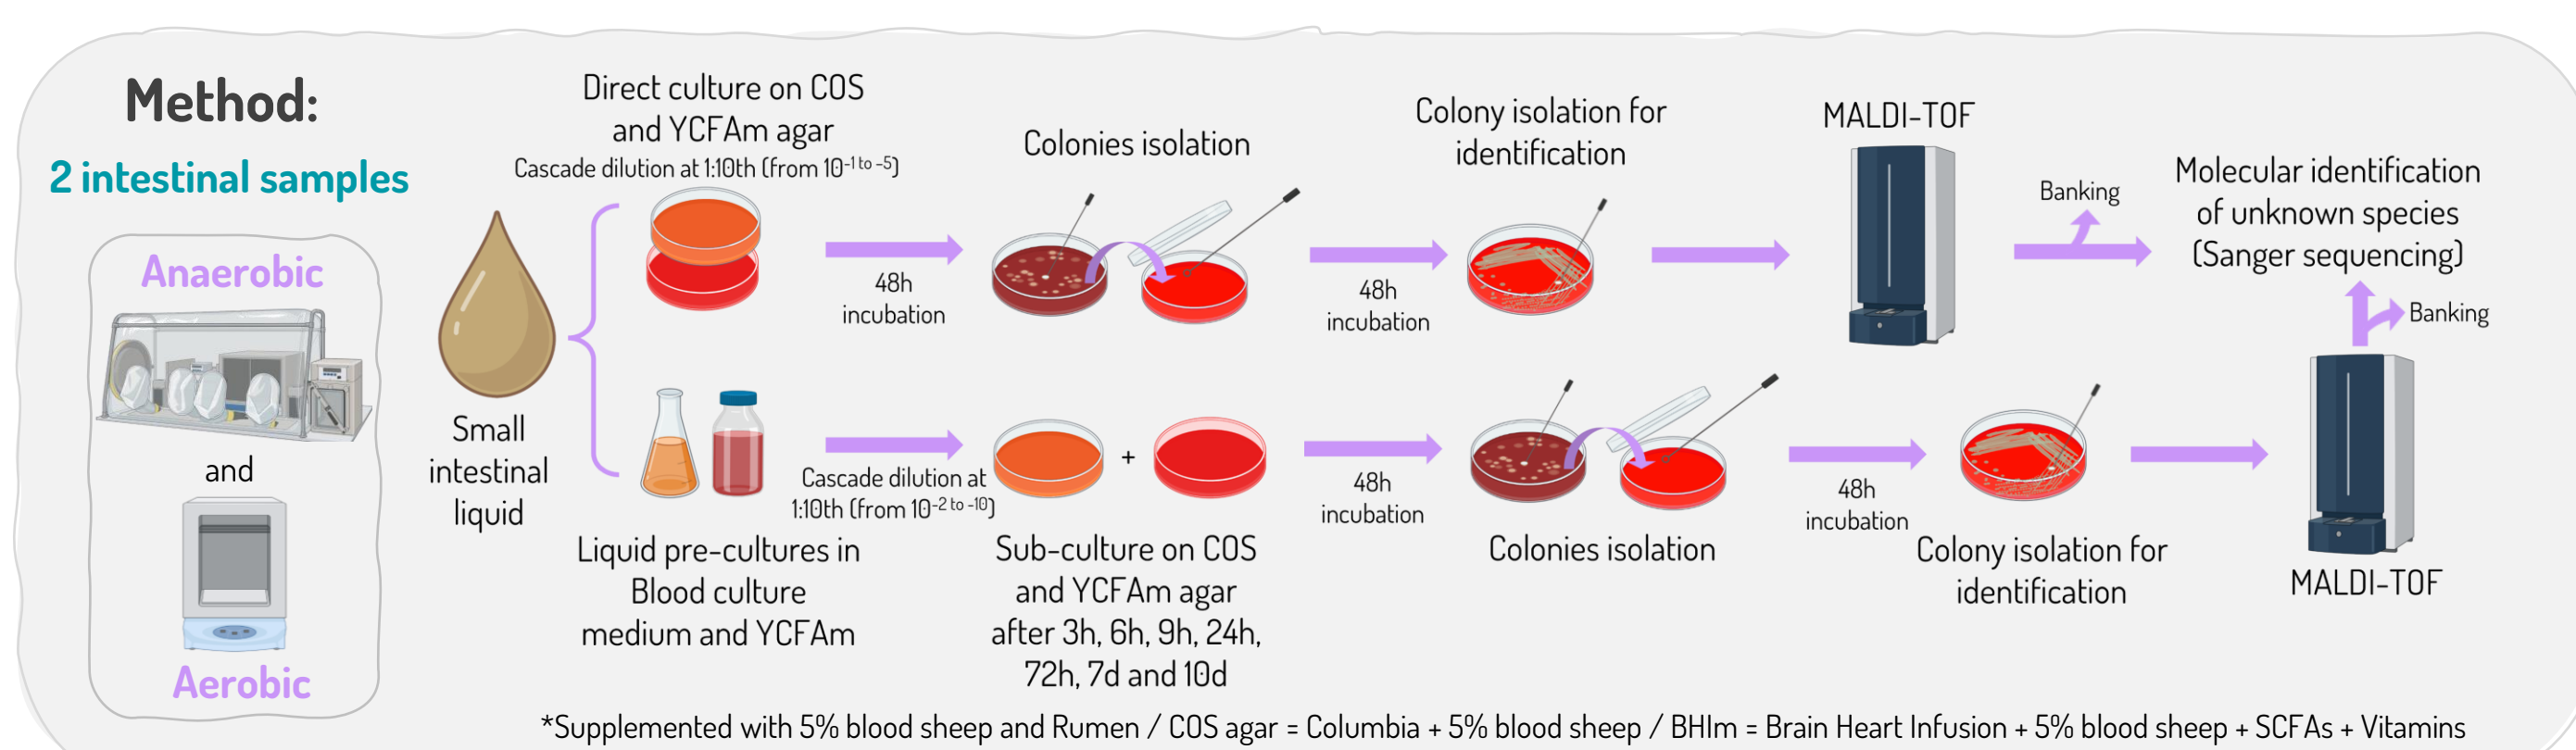 Method:
2 intestinal samples
Anaerobic
and
Aerobic
Small
intestinal
liquid
Direct culture on COS
and YCFAm agar
Cascade dilution at 1:10th (from 10⁻¹ ᵗᵒ ⁻⁵)
48h
incubation
Colonies isolation
48h
incubation
Colony isolation for
identification
MALDI-TOF
Banking
Molecular identification
of unknown species
(Sanger sequencing)
Banking
Liquid pre-cultures in
Blood culture
medium and YCFAm
Cascade dilution at
1:10th (from 10⁻² ᵗᵒ ⁻¹⁰)
+
Sub-culture on COS
and YCFAm agar
after 3h, 6h, 9h, 24h,
72h, 7d and 10d
48h
incubation
Colonies isolation
48h
incubation
Colony isolation for
identification
MALDI-TOF
*Supplemented with 5% blood sheep and Rumen / COS agar = Columbia + 5% blood sheep / BHIm = Brain Heart Infusion + 5% blood sheep + SCFAs + Vitamins